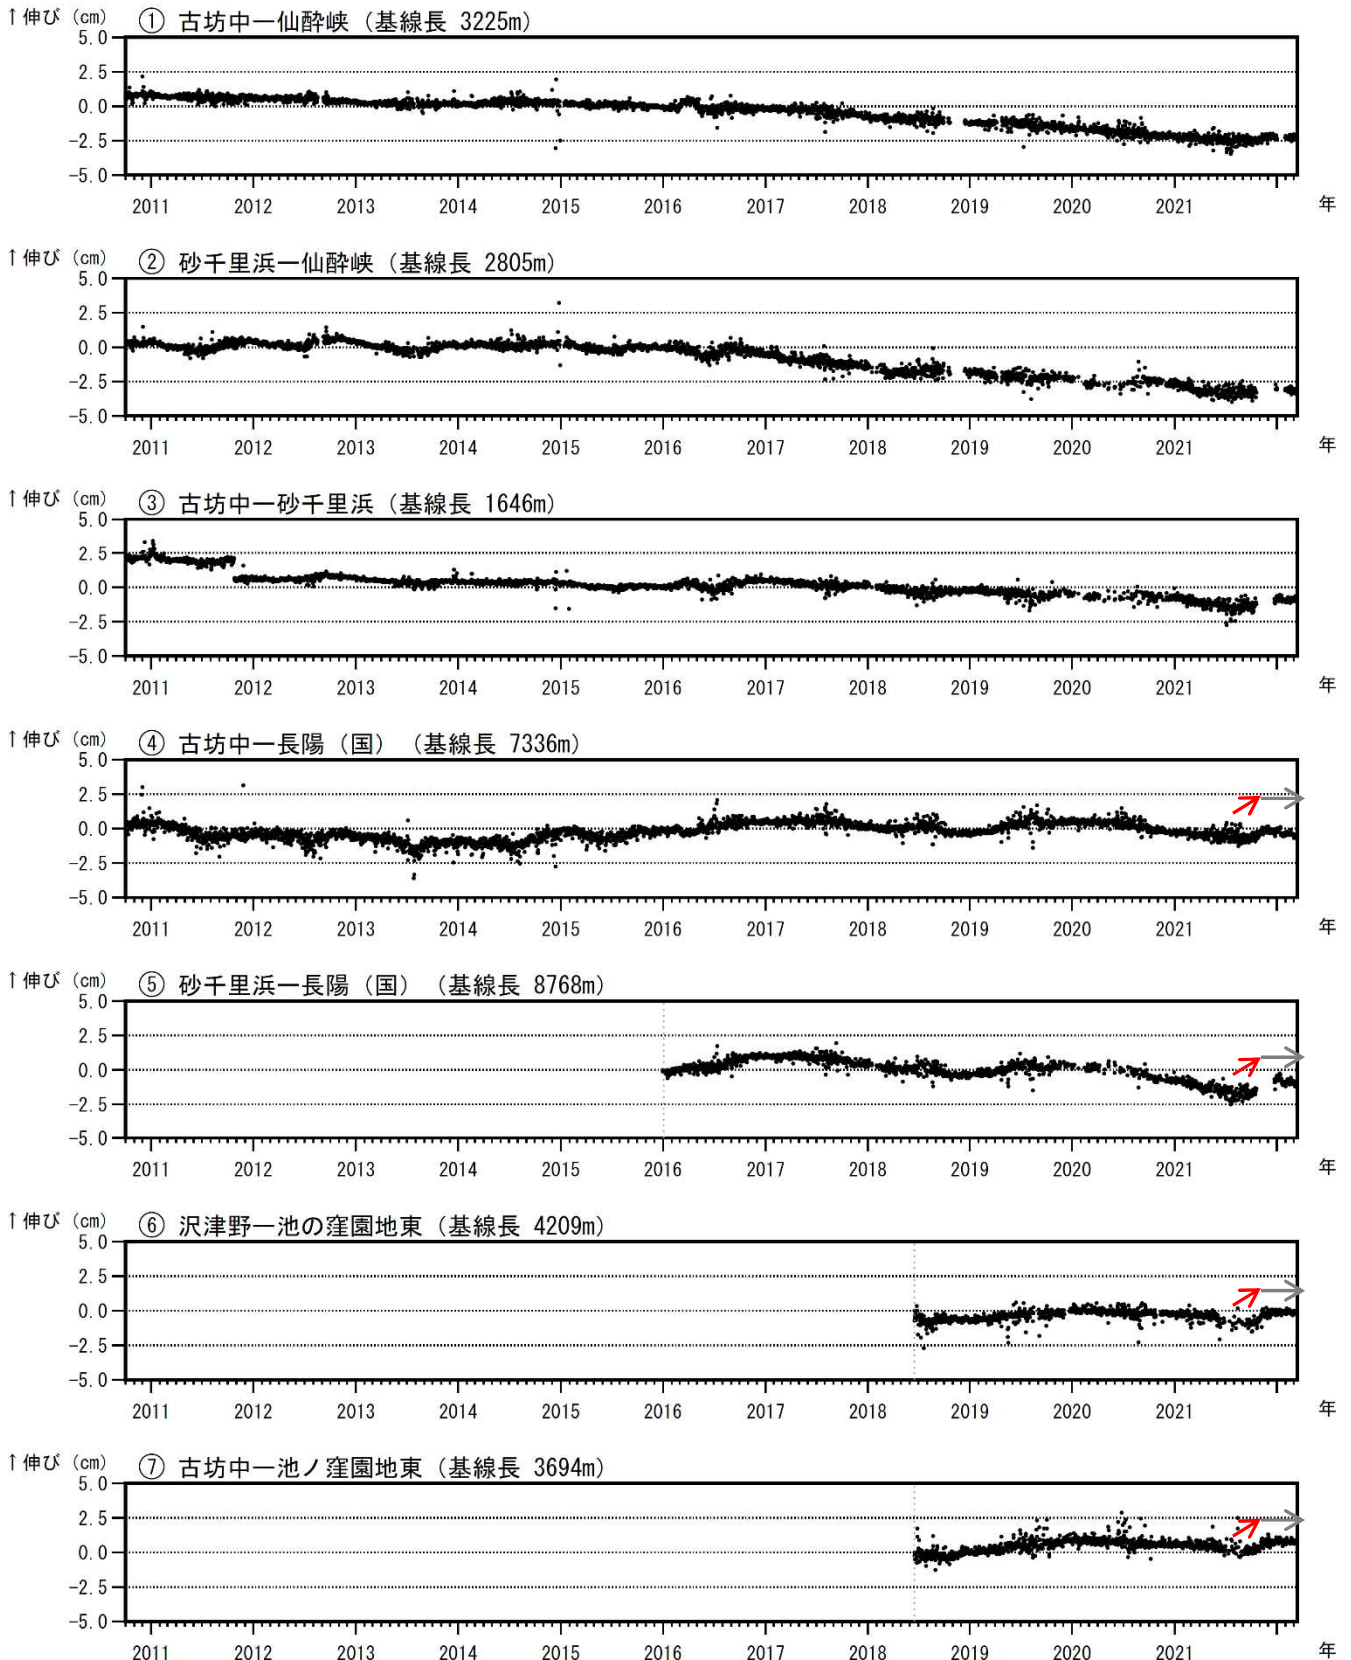 ↑伸び (cm) ① 古坊中ー仙酔峡（基線長 3225m）
5.0
2.5
0.0
−2.5
−5.0
2011 2012 2013 2014 2015 2016 2017 2018 2019 2020 2021 年
↑伸び (cm) ② 砂千里浜ー仙酔峡（基線長 2805m）
5.0
2.5
0.0
−2.5
−5.0
2011 2012 2013 2014 2015 2016 2017 2018 2019 2020 2021 年
↑伸び (cm) ③ 古坊中ー砂千里浜（基線長 1646m）
5.0
2.5
0.0
−2.5
−5.0
2011 2012 2013 2014 2015 2016 2017 2018 2019 2020 2021 年
↑伸び (cm) ④ 古坊中ー長陽（国）（基線長 7336m）
5.0
2.5
0.0
−2.5
−5.0
2011 2012 2013 2014 2015 2016 2017 2018 2019 2020 2021 年
↑伸び (cm) ⑤ 砂千里浜ー長陽（国）（基線長 8768m）
5.0
2.5
0.0
−2.5
−5.0
2011 2012 2013 2014 2015 2016 2017 2018 2019 2020 2021 年
↑伸び (cm) ⑥ 沢津野ー池の窪園地東（基線長 4209m）
5.0
2.5
0.0
−2.5
−5.0
2011 2012 2013 2014 2015 2016 2017 2018 2019 2020 2021 年
↑伸び (cm) ⑦ 古坊中ー池ノ窪園地東（基線長 3694m）
5.0
2.5
0.0
−2.5
−5.0
2011 2012 2013 2014 2015 2016 2017 2018 2019 2020 2021 年